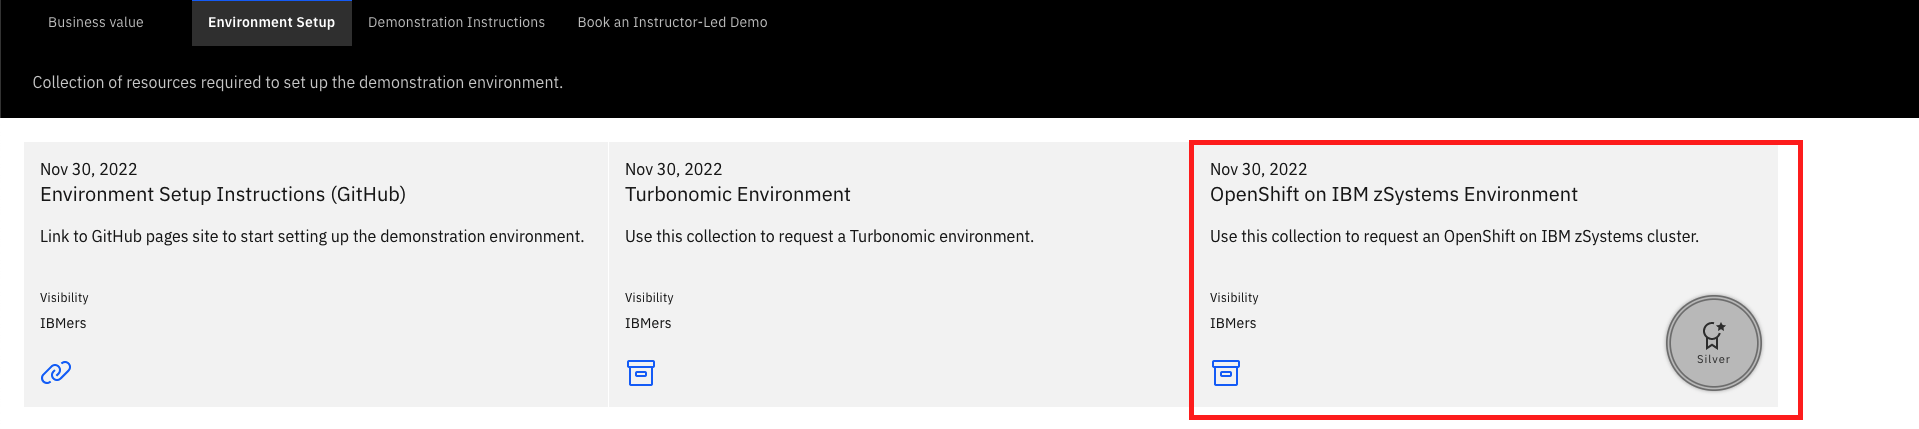 Business value
Environment Setup
Demonstration Instructions
Book an Instructor-Led Demo
Collection of resources required to set up the demonstration environment.
Nov 30, 2022
Environment Setup Instructions (GitHub)
Link to GitHub pages site to start setting up the demonstration environment.
Visibility
IBMers
Nov 30, 2022
Turbonomic Environment
Use this collection to request a Turbonomic environment.
Visibility
IBMers
Nov 30, 2022
OpenShift on IBM zSystems Environment
Use this collection to request an OpenShift on IBM zSystems cluster.
Visibility
IBMers
Silver